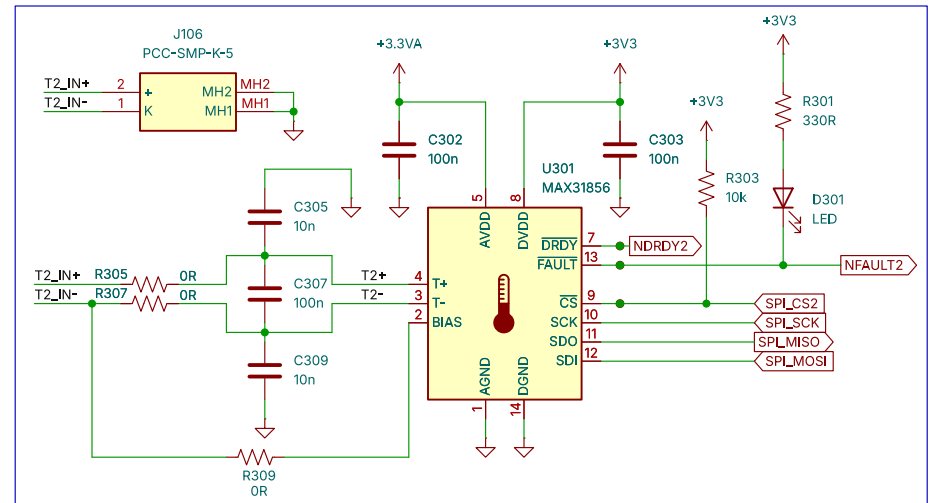 J106
PCC-SMP-K-5
T2_IN+
2
+
MH2
MH2
T2_IN-
1
K
MH1
MH1
+3.3VA
C302
100n
+3V3
C303
100n
+3V3
R303
10k
+3V3
R301
330R
D301
LED
U301
MAX31856
5
AVDD
8
DVDD
DRDY
7
NDRDY2
FAULT
13
NFAULT2
CS
9
SPI_CS2
SCK
10
SPI_SCK
SDO
11
SPI_MISO
SDI
12
SPI_MOSI
T2+
4
T+
T2-
3
T-
2
BIAS
AGND
1
DGND
14
C305
10n
C307
100n
C309
10n
T2_IN+
R305
0R
T2_IN-
R307
0R
R309
0R